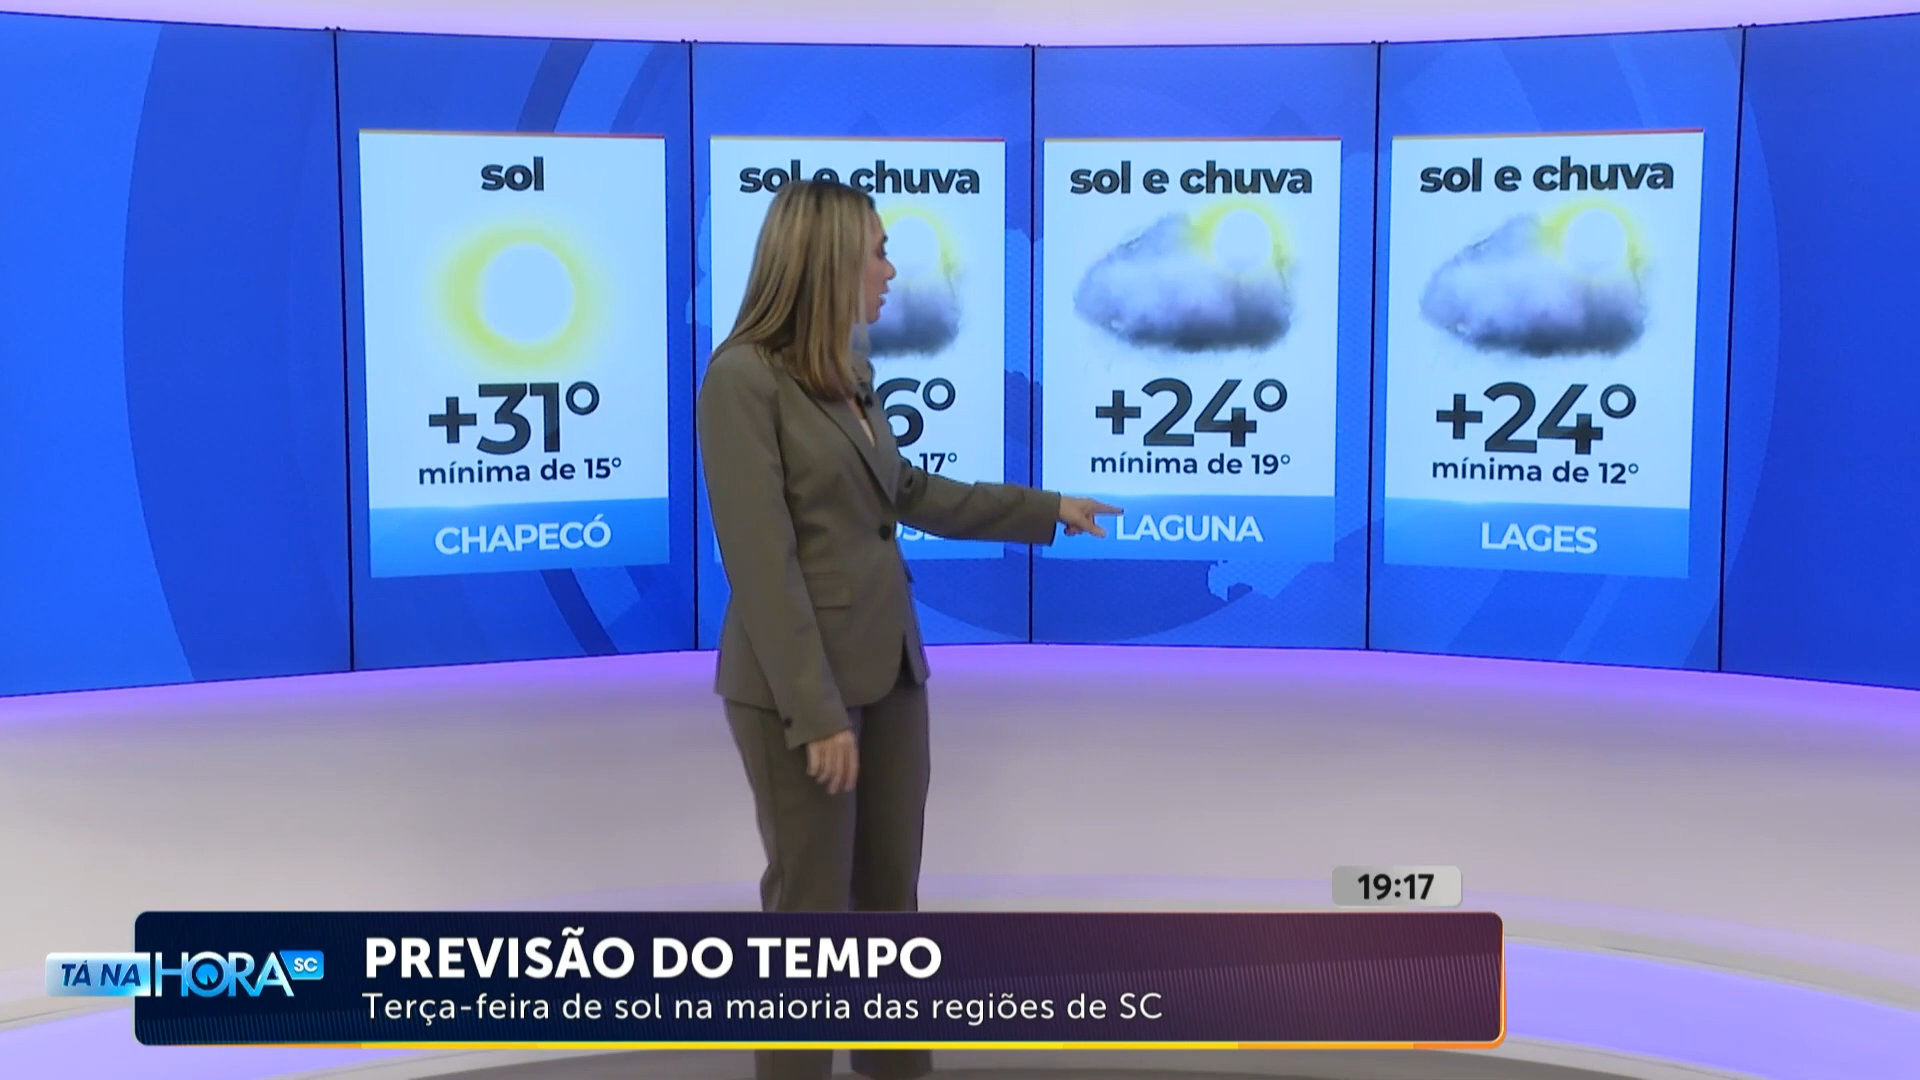 sol
+31°
mínima de 15°
CHAPECÓ
sol e chuva
6°
17°
sol e chuva
+24°
mínima de 19°
LAGUNA
sol e chuva
+24°
mínima de 12°
LAGES
19:17
TÁ NA HORA SC
PREVISÃO DO TEMPO
Terça-feira de sol na maioria das regiões de SC